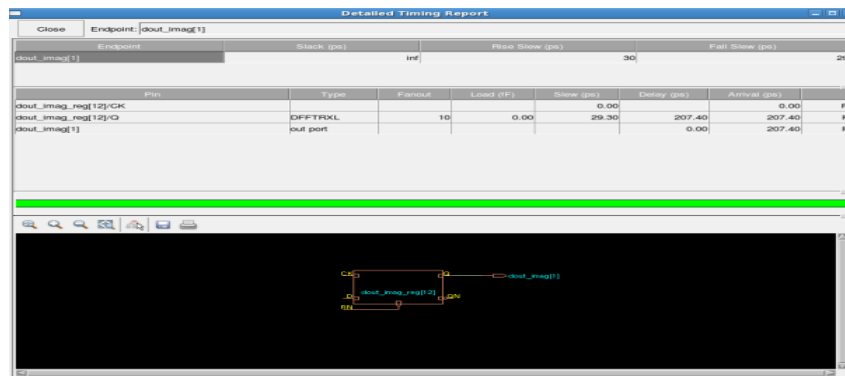 Detailed Timing Report
Close Endpoint: dout_imag[1]
Endpoint Slack (ps) Rise Slew (ps) Fall Slew (ps)
dout_imag[1] inf 30 29
Pin Type Fanout Load (fF) Slew (ps) Delay (ps) Arrival (ps)
dout_imag_reg[12]/CK 0.00 0.00
dout_imag_reg[12]/Q DFFTRXL 10 0.00 29.30 207.40 207.40
dout_imag[1] out port 0.00 207.40
CK Q dout_imag[1]
D dout_imag_reg[12] QN
RN